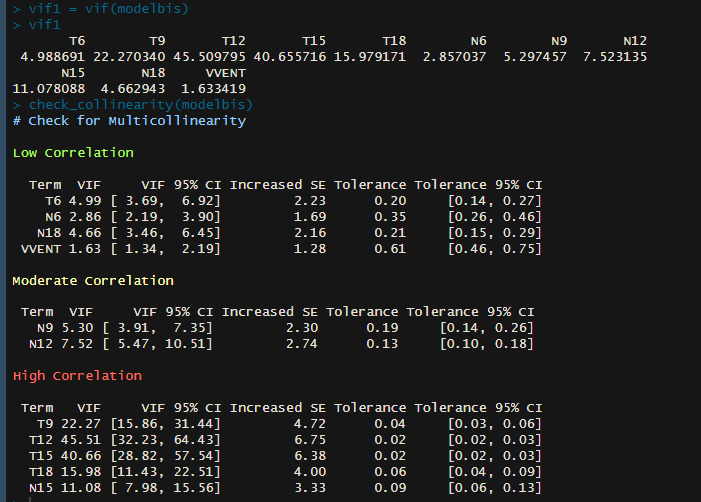 > vif1 = vif(modelbis)
> vif1
T6 T9 T12 T15 T18 N6 N9 N12
4.988691 22.270340 45.509795 40.655716 15.979171 2.857037 5.297457 7.523135
N15 N18 VVENT
11.078088 4.662943 1.633419
> check_collinearity(modelbis)
# Check for Multicollinearity
Low Correlation
Term VIF VIF 95% CI Increased SE Tolerance Tolerance 95% CI
T6 4.99 [ 3.69, 6.92] 2.23 0.20 [0.14, 0.27]
N6 2.86 [ 2.19, 3.90] 1.69 0.35 [0.26, 0.46]
N18 4.66 [ 3.46, 6.45] 2.16 0.21 [0.15, 0.29]
VVENT 1.63 [ 1.34, 2.19] 1.28 0.61 [0.46, 0.75]
Moderate Correlation
Term VIF VIF 95% CI Increased SE Tolerance Tolerance 95% CI
N9 5.30 [ 3.91, 7.35] 2.30 0.19 [0.14, 0.26]
N12 7.52 [ 5.47, 10.51] 2.74 0.13 [0.10, 0.18]
High Correlation
Term VIF VIF 95% CI Increased SE Tolerance Tolerance 95% CI
T9 22.27 [15.86, 31.44] 4.72 0.04 [0.03, 0.06]
T12 45.51 [32.23, 64.43] 6.75 0.02 [0.02, 0.03]
T15 40.66 [28.82, 57.54] 6.38 0.02 [0.02, 0.03]
T18 15.98 [11.43, 22.51] 4.00 0.06 [0.04, 0.09]
N15 11.08 [ 7.98, 15.56] 3.33 0.09 [0.06, 0.13]